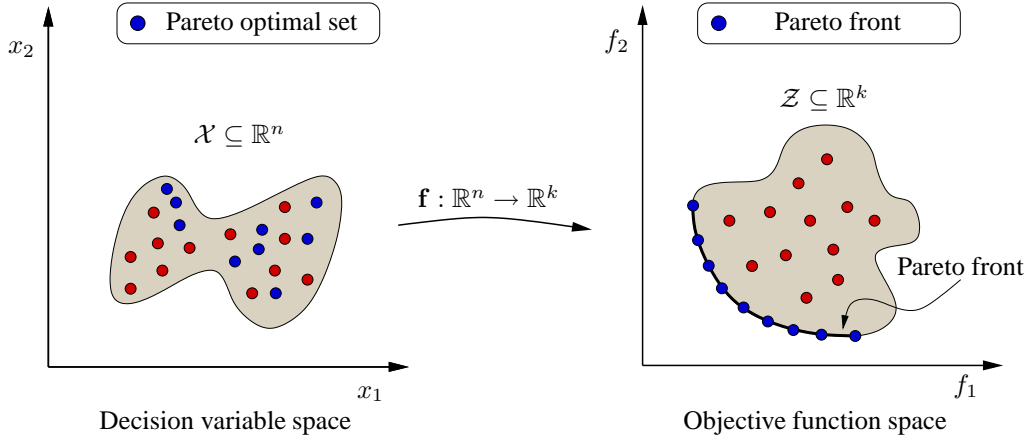 Pareto optimal set
x₂
𝒳 ⊆ ℝⁿ
x₁
Decision variable space
f : ℝⁿ → ℝᵏ
Pareto front
f₂
𝒵 ⊆ ℝᵏ
Pareto front
f₁
Objective function space